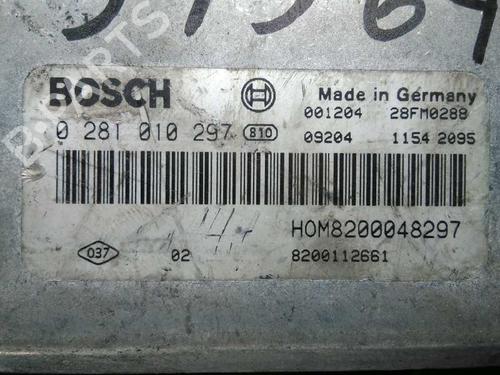 BOSCH
Made in Germany
001204 28FM0288
0 281 010 297 810
09204 1154 2095
HOM8200048297
037 02 8200112661